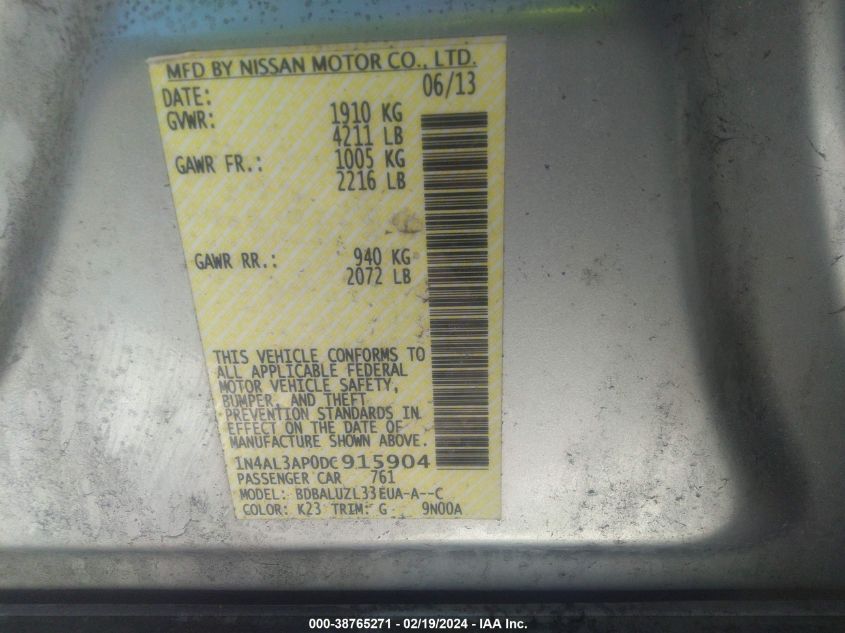 MFD BY NISSAN MOTOR CO., LTD.
DATE: 06/13
GVWR: 1910 KG
4211 LB
GAWR FR.: 1005 KG
2216 LB
GAWR RR.: 940 KG
2072 LB
THIS VEHICLE CONFORMS TO
ALL APPLICABLE FEDERAL
MOTOR VEHICLE SAFETY,
BUMPER, AND THEFT
PREVENTION STANDARDS IN
EFFECT ON THE DATE OF
MANUFACTURE SHOWN ABOVE.
1N4AL3AP0DC915904
PASSENGER CAR 761
MODEL: BDBALUZL33EUA-A--C
COLOR: K23 TRIM: G 9N00A
000-38765271 - 02/19/2024 - IAA Inc.